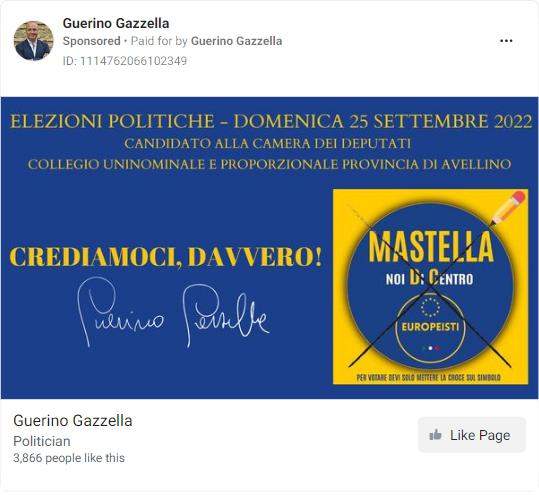 Guerino Gazzella
Sponsored • Paid for by Guerino Gazzella
ID: 1114762066102349
ELEZIONI POLITICHE – DOMENICA 25 SETTEMBRE 2022
CANDIDATO ALLA CAMERA DEI DEPUTATI
COLLEGIO UNINOMINALE E PROPORZIONALE PROVINCIA DI AVELLINO
CREDIAMOCI, DAVVERO!
Guerino Gazzella
MASTELLA
NOI DI CENTRO
EUROPEISTI
PER VOTARE DEVI SOLO METTERE LA CROCE SUL SIMBOLO
Guerino Gazzella
Politician
3,866 people like this
Like Page